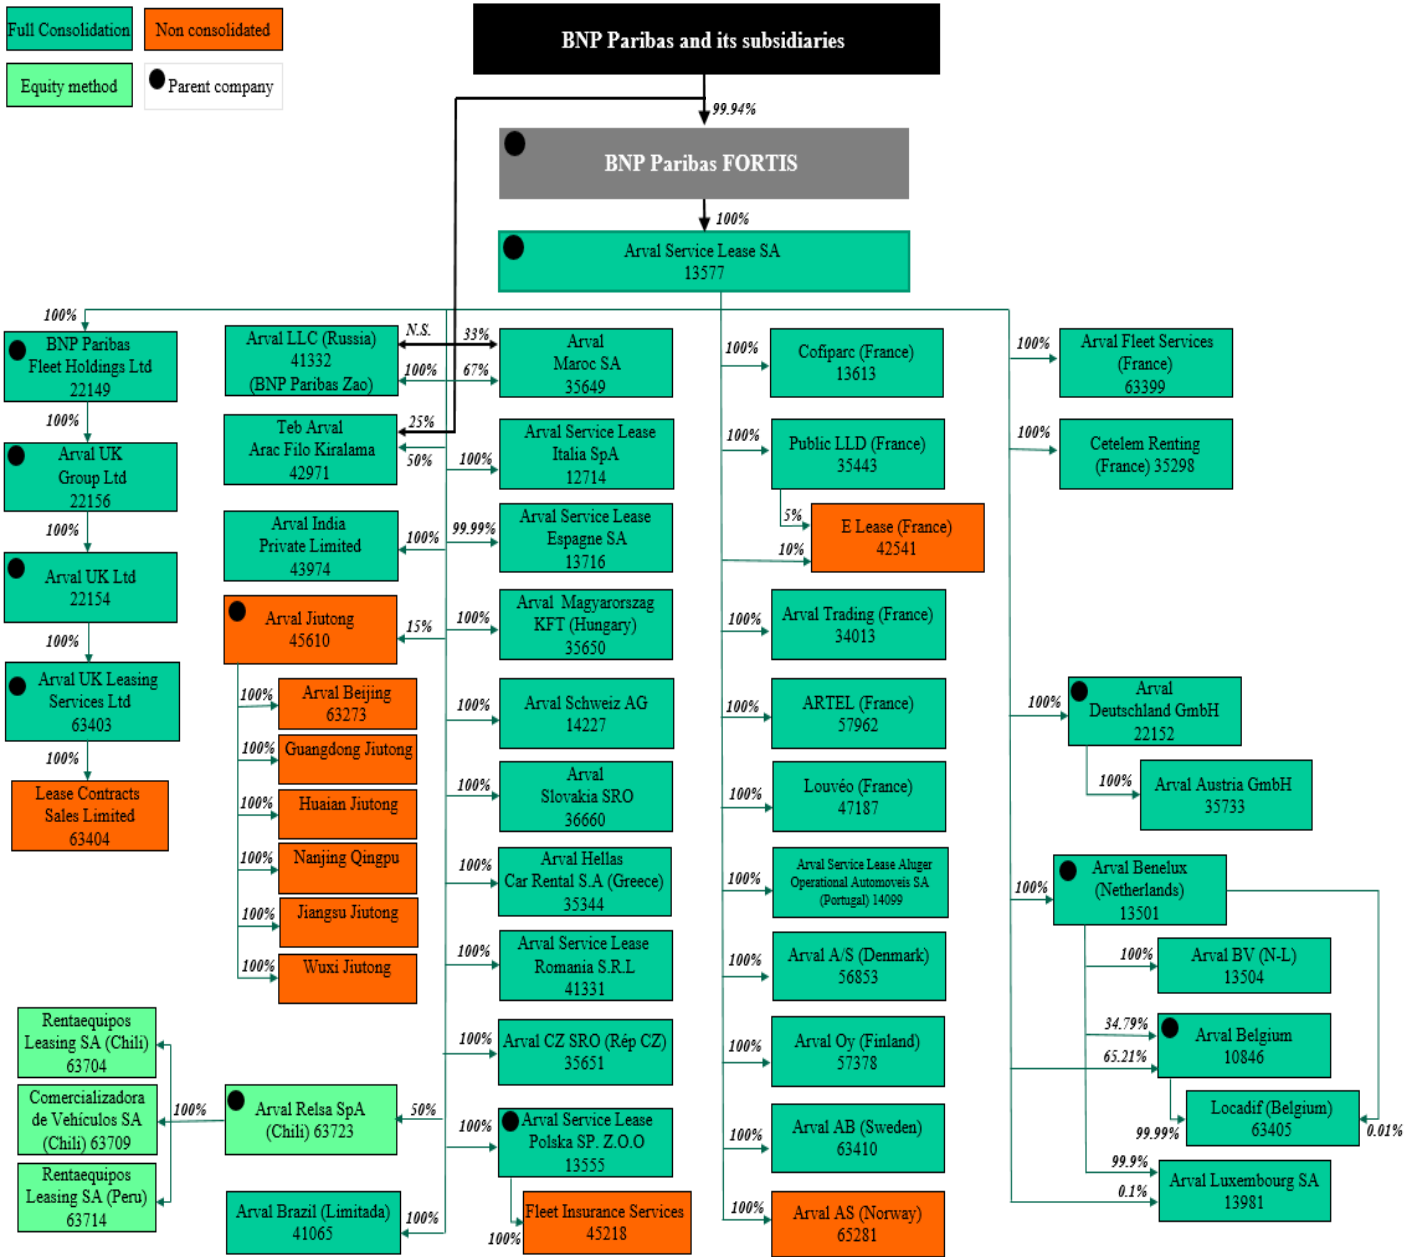 Full Consolidation
Non consolidated
Equity method
Parent company
BNP Paribas and its subsidiaries
99.94%
BNP Paribas FORTIS
100%
Arval Service Lease SA
13577
100%
BNP Paribas
Fleet Holdings Ltd
22149
100%
Arval UK
Group Ltd
22156
100%
Arval UK Ltd
22154
100%
Arval UK Leasing
Services Ltd
63403
100%
Lease Contracts
Sales Limited
63404
Arval LLC (Russia)
41332
(BNP Paribas Zao)
N.S.
100%
33%
67%
Arval
Maroc SA
35649
Teb Arval
Arac Filo Kiralama
42971
25%
50%
100%
Arval Service Lease
Italia SpA
12714
Arval India
Private Limited
43974
100%
99.99%
Arval Service Lease
Espagne SA
13716
Arval Jiutong
45610
15%
100%
Arval Magyarorszag
KFT (Hungary)
35650
100%
Arval Beijing
63273
100%
Guangdong Jiutong
100%
Huaian Jiutong
100%
Nanjing Qingpu
100%
Jiangsu Jiutong
100%
Wuxi Jiutong
100%
Arval Schweiz AG
14227
100%
Arval
Slovakia SRO
36660
100%
Arval Hellas
Car Rental S.A (Greece)
35344
100%
Arval Service Lease
Romania S.R.L
41331
100%
Arval CZ SRO (Rép CZ)
35651
100%
Arval Service Lease
Polska SP. Z.O.O
13555
100%
Fleet Insurance Services
45218
Rentaequipos
Leasing SA (Chili)
63704
Comercializadora
de Vehículos SA
(Chili) 63709
Rentaequipos
Leasing SA (Peru)
63714
100%
Arval Relsa SpA
(Chili) 63723
50%
Arval Brazil (Limitada)
41065
100%
100%
Cofiparc (France)
13613
100%
Public LLD (France)
35443
5%
10%
E Lease (France)
42541
100%
Arval Trading (France)
34013
100%
ARTEL (France)
57962
100%
Louvéo (France)
47187
100%
Arval Service Lease Aluger
Operational Automoveis SA
(Portugal) 14099
100%
Arval A/S (Denmark)
56853
100%
Arval Oy (Finland)
57378
100%
Arval AB (Sweden)
63410
100%
Arval AS (Norway)
65281
100%
Arval Fleet Services
(France)
63399
100%
Cetelem Renting
(France) 35298
100%
Arval
Deutschland GmbH
22152
100%
Arval Austria GmbH
35733
100%
Arval Benelux
(Netherlands)
13501
100%
Arval BV (N-L)
13504
34.79%
65.21%
Arval Belgium
10846
99.99%
Locadif (Belgium)
63405
0.01%
99.9%
0.1%
Arval Luxembourg SA
13981